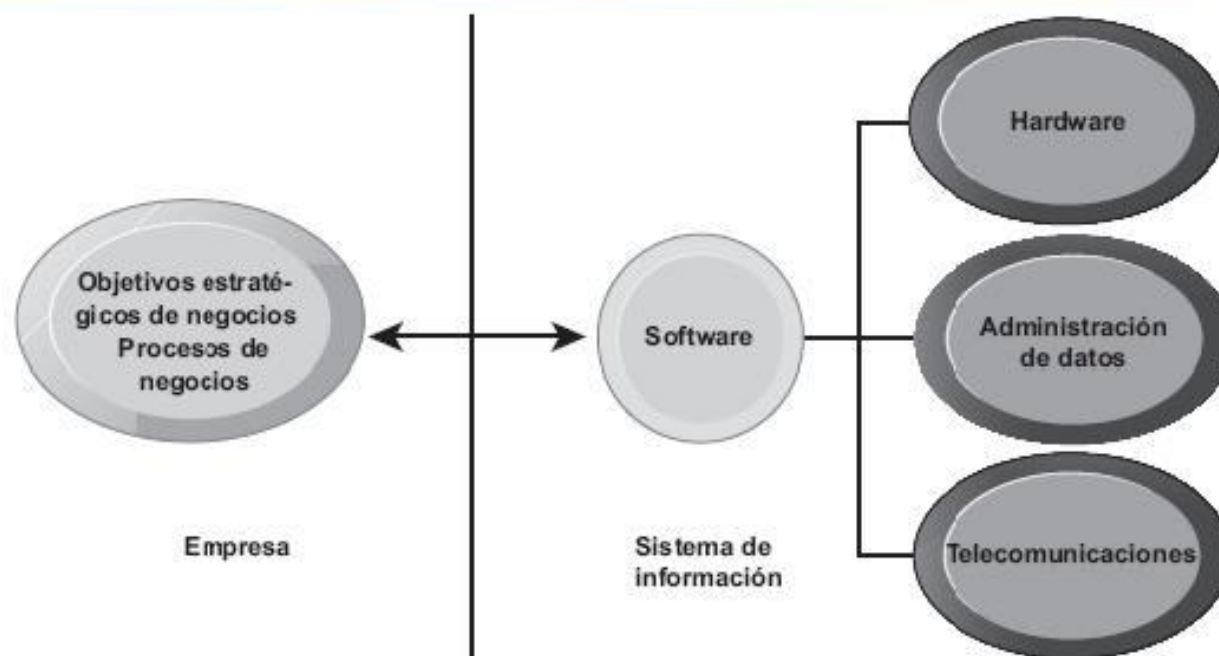 Objetivos estraté-
gicos de negocios
Procesos de
negocios
Empresa
Software
Sistema de
información
Hardware
Administración
de datos
Telecomunicaciones